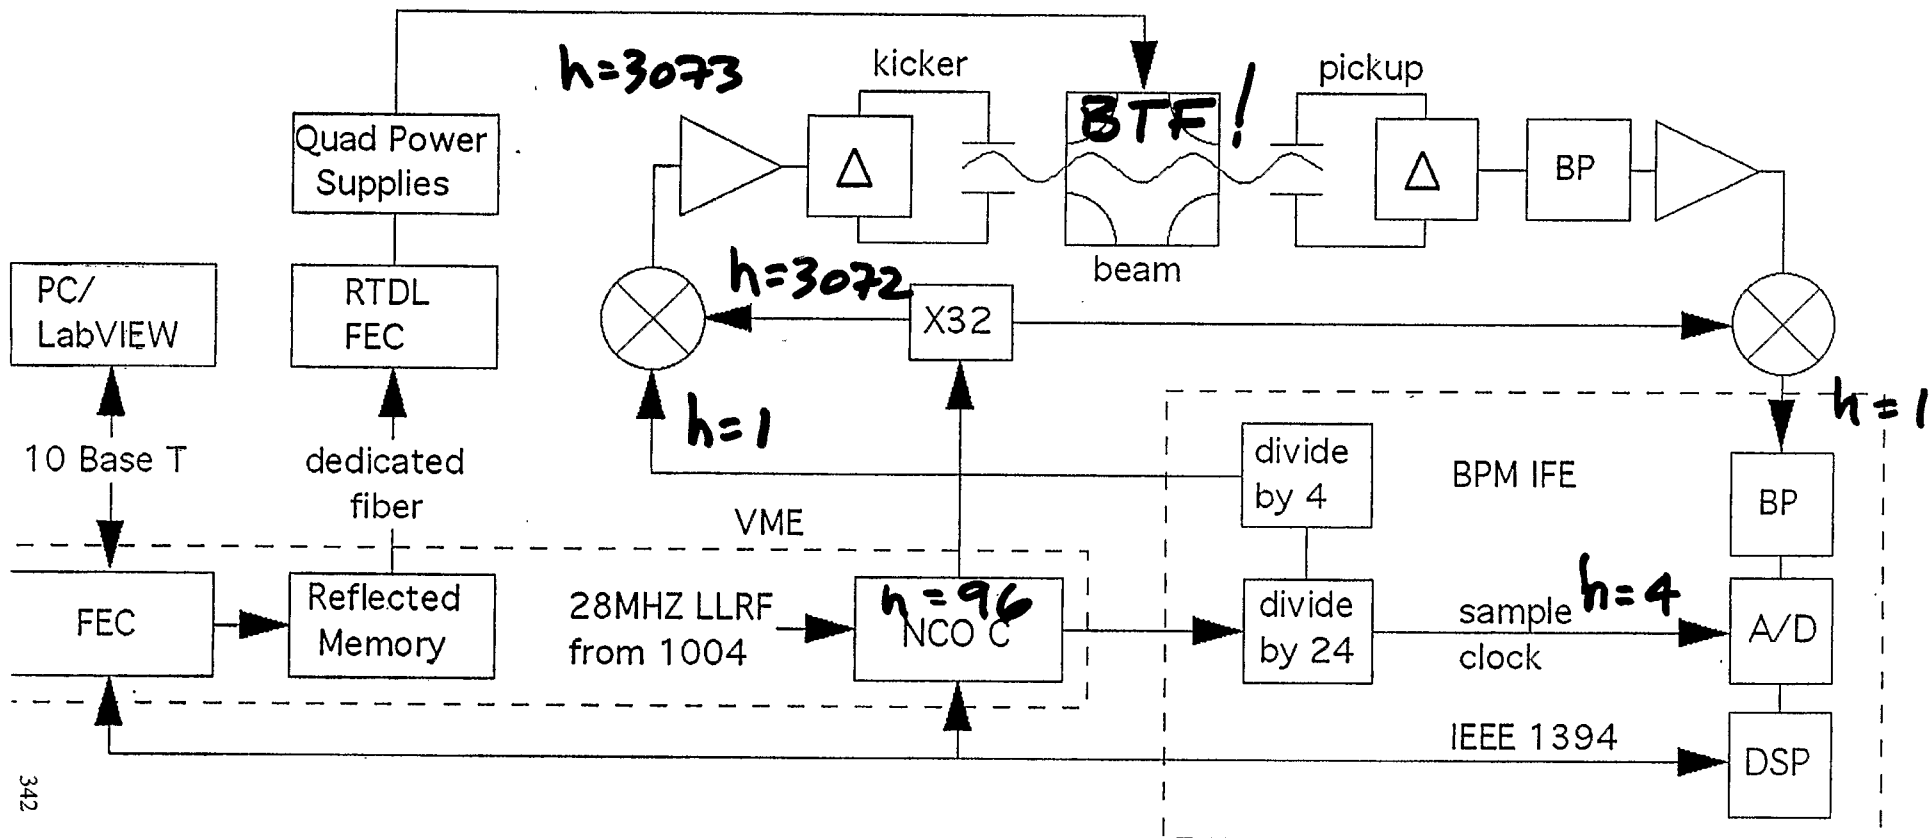 h=3073
kicker
pickup
BTF!
Quad Power
Supplies
Δ
Δ
BP
beam
PC/
LabVIEW
RTDL
FEC
h=3072
X32
h=1
h=1
10 Base T
dedicated
fiber
divide
by 4
BPM IFE
BP
VME
FEC
Reflected
Memory
28MHZ LLRF
from 1004
h=96
NCO C
divide
by 24
sample
clock
h=4
A/D
IEEE 1394
DSP
342